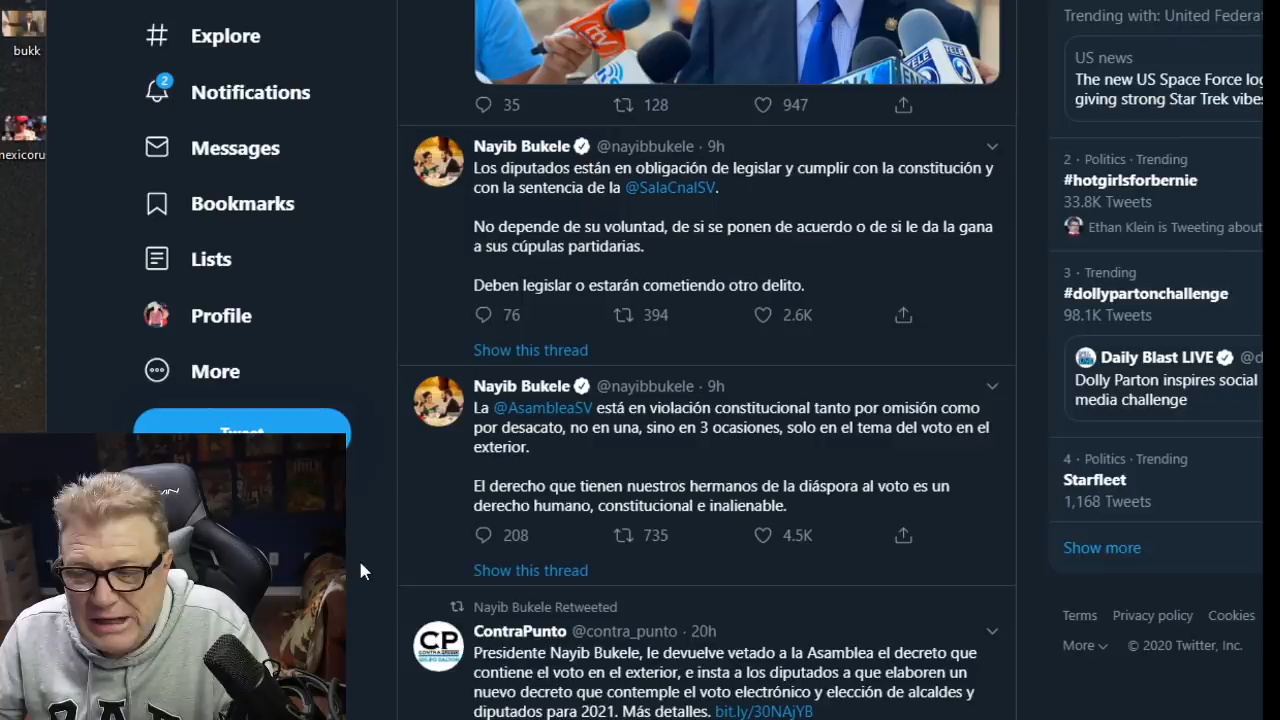 bukk
mexicoru
Explore
2
Notifications
Messages
Bookmarks
Lists
Profile
More
Tweet
35 128 947
Nayib Bukele @nayibbukele · 9h
Los diputados están en obligación de legislar y cumplir con la constitución y
con la sentencia de la @SalaCnalSV.
No depende de su voluntad, de si se ponen de acuerdo o de si le da la gana
a sus cúpulas partidarias.
Deben legislar o estarán cometiendo otro delito.
76 394 2.6K
Show this thread
Nayib Bukele @nayibbukele · 9h
La @AsambleaSV está en violación constitucional tanto por omisión como
por desacato, no en una, sino en 3 ocasiones, solo en el tema del voto en el
exterior.
El derecho que tienen nuestros hermanos de la diáspora al voto es un
derecho humano, constitucional e inalienable.
208 735 4.5K
Show this thread
Nayib Bukele Retweeted
CP
ContraPunto @contra_punto · 20h
Presidente Nayib Bukele, le devuelve vetado a la Asamblea el decreto que
contiene el voto en el exterior, e insta a los diputados a que elaboren un
nuevo decreto que contemple el voto electrónico y elección de alcaldes y
diputados para 2021. Más detalles. bit.ly/30NAjYB
Trending with: United Federat
US news
The new US Space Force log
giving strong Star Trek vibes
2 · Politics · Trending
#hotgirlsforbernie
33.8K Tweets
Ethan Klein is Tweeting about
3 · Trending
#dollypartonchallenge
98.1K Tweets
Daily Blast LIVE @d
Dolly Parton inspires social
media challenge
4 · Politics · Trending
Starfleet
1,168 Tweets
Show more
Terms Privacy policy Cookies
More © 2020 Twitter, Inc.